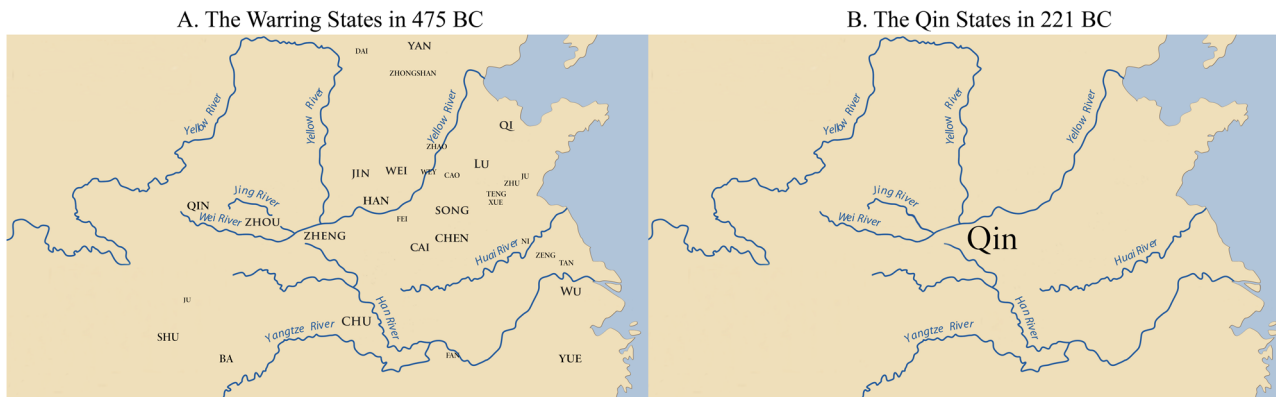 A. The Warring States in 475 BC
DAI
YAN
ZHONGSHAN
Yellow River
Yellow River
Yellow River
QI
ZHAO
LU
JIN
WEI
WEY
CAO
ZHU
JU
TENG
XUE
QIN
Jing River
HAN
Wei River
ZHOU
FEI
SONG
ZHENG
CAI
CHEN
Huai River
NI
ZENG
TAN
WU
JU
Han River
CHU
SHU
Yangtze River
BA
FAN
YUE
B. The Qin States in 221 BC
Yellow River
Yellow River
Yellow River
Jing River
Wei River
Qin
Huai River
Han River
Yangtze River